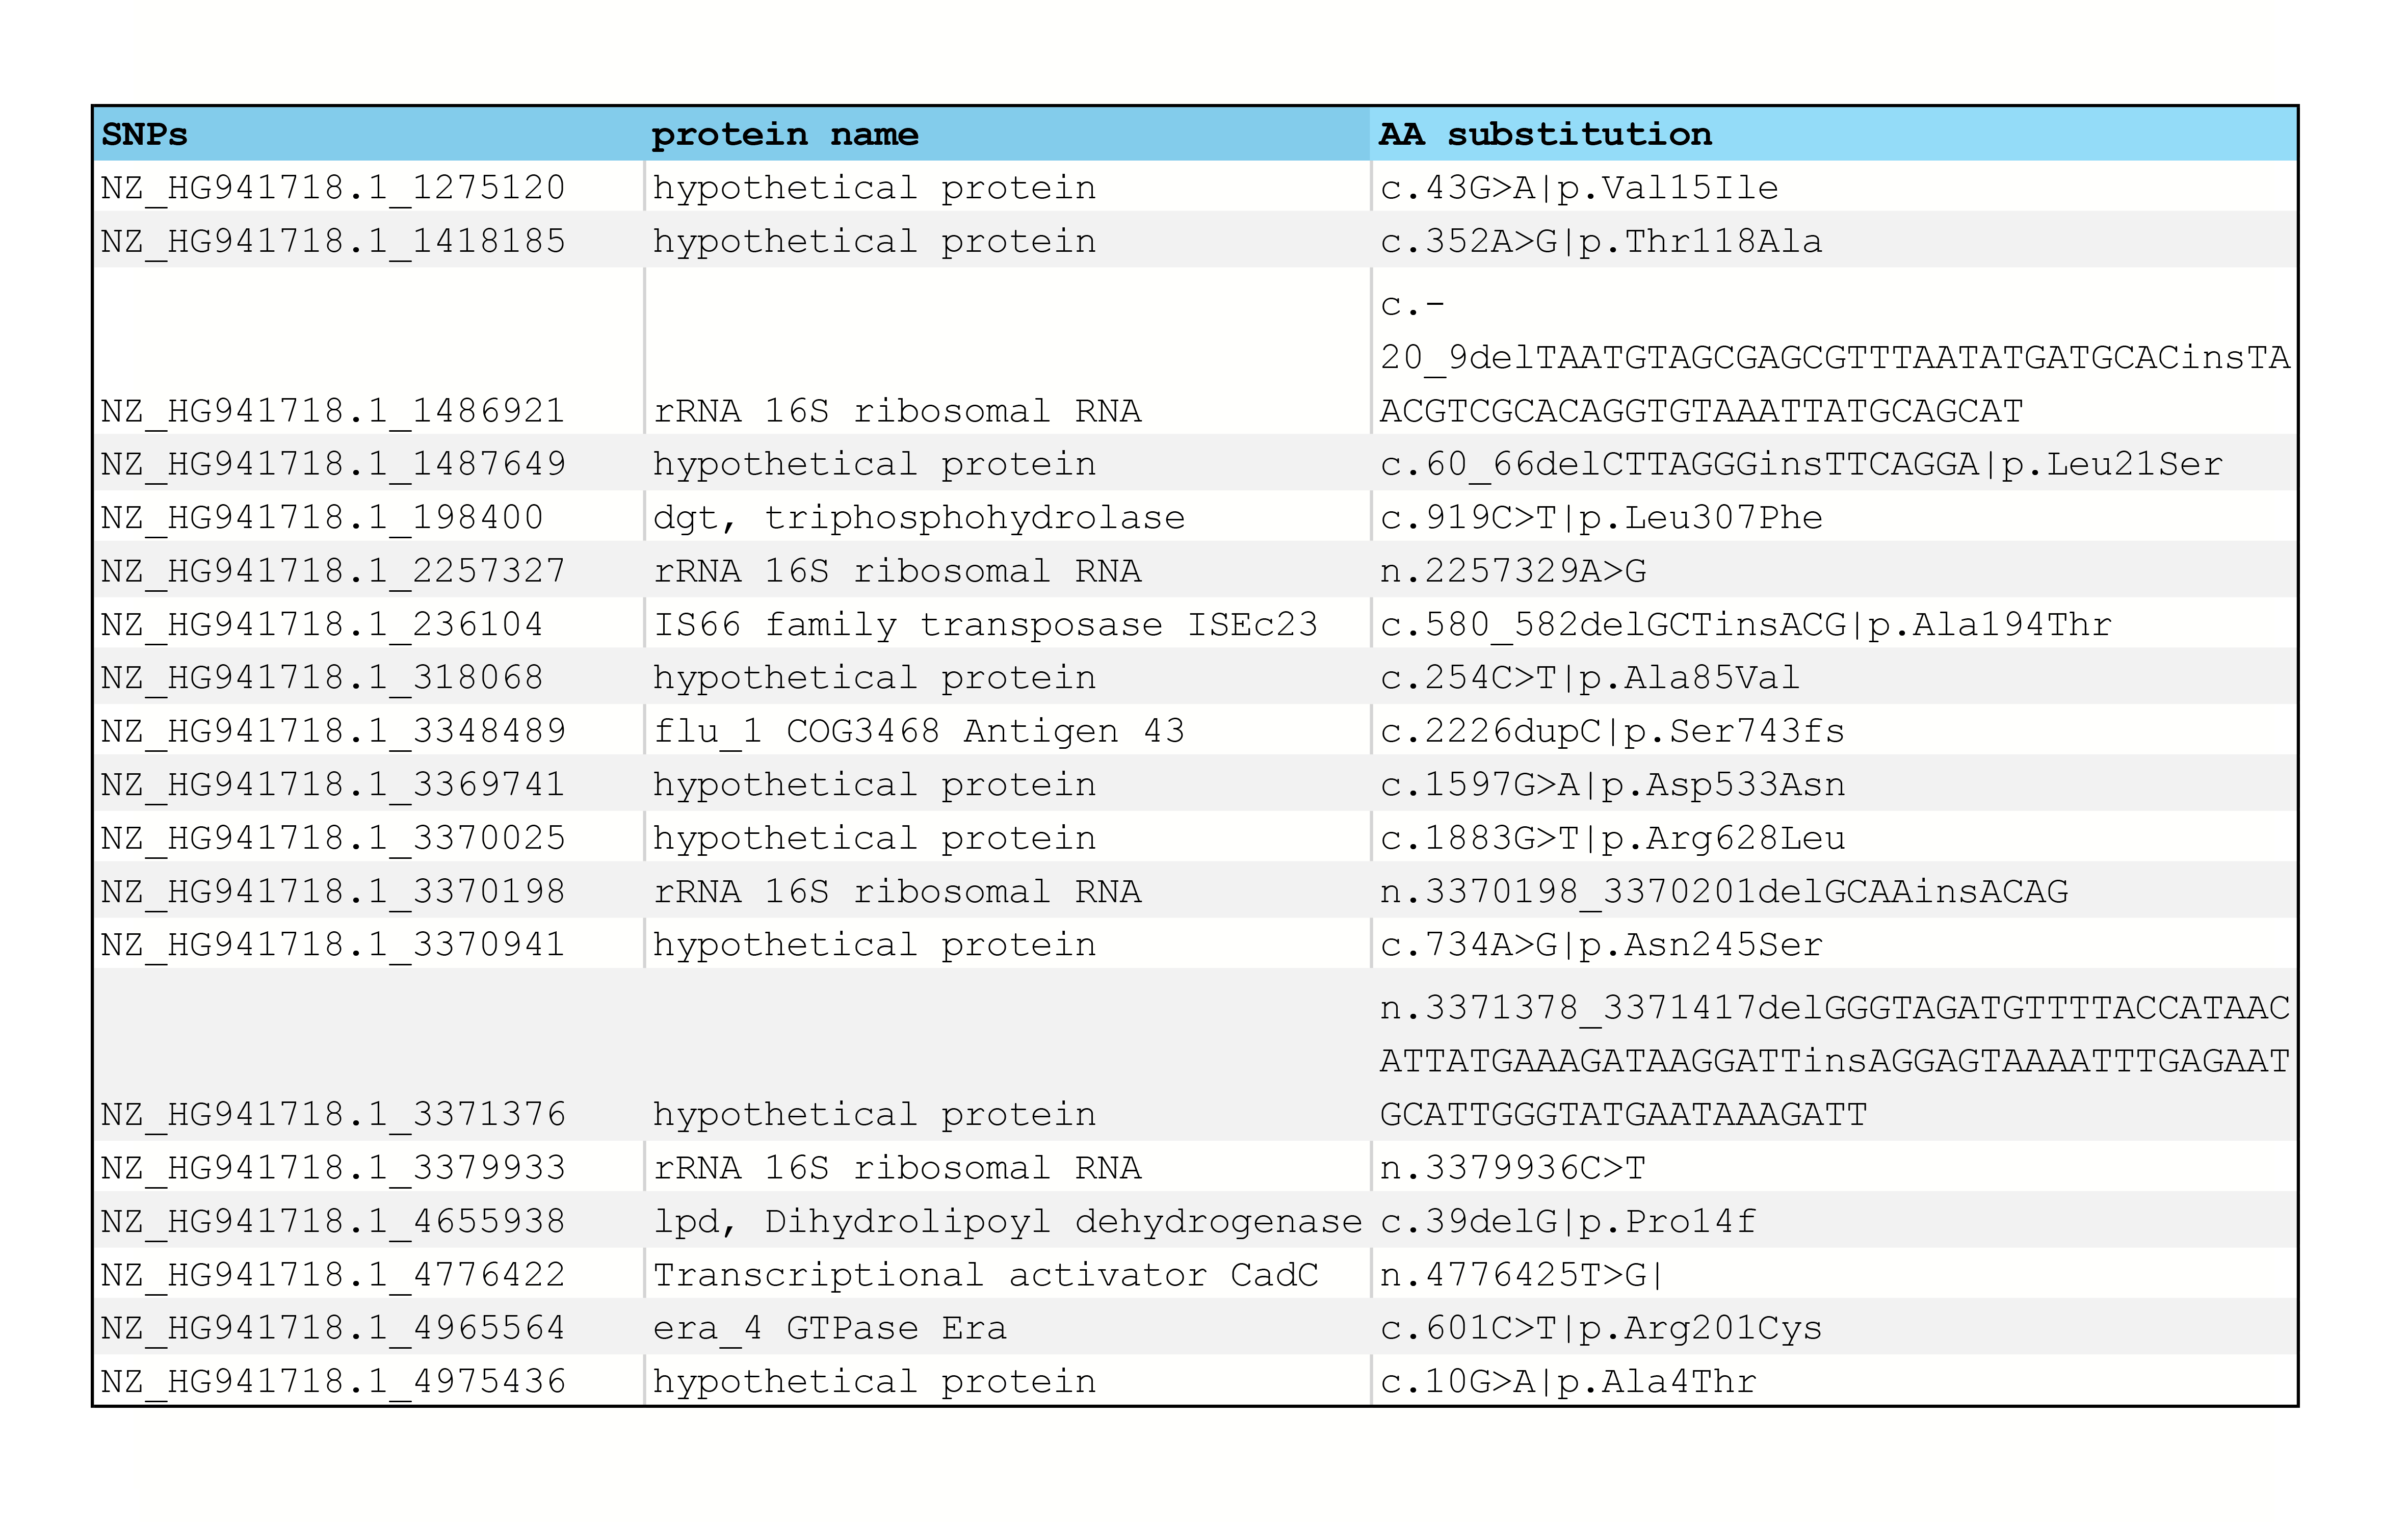 SNPs protein name AA substitution
NZ_HG941718.1_1275120 hypothetical protein c.43G>A|p.Val15Ile
NZ_HG941718.1_1418185 hypothetical protein c.352A>G|p.Thr118Ala
c.-
20_9delTAATGTAGCGAGCGTTTAATATGATGCACinsTA
NZ_HG941718.1_1486921 rRNA 16S ribosomal RNA ACGTCGCACAGGTGTAAATTATGCAGCAT
NZ_HG941718.1_1487649 hypothetical protein c.60_66delCTTAGGGinsTTCAGGA|p.Leu21Ser
NZ_HG941718.1_198400 dgt, triphosphohydrolase c.919C>T|p.Leu307Phe
NZ_HG941718.1_2257327 rRNA 16S ribosomal RNA n.2257329A>G
NZ_HG941718.1_236104 IS66 family transposase ISEc23 c.580_582delGCTinsACG|p.Ala194Thr
NZ_HG941718.1_318068 hypothetical protein c.254C>T|p.Ala85Val
NZ_HG941718.1_3348489 flu_1 COG3468 Antigen 43 c.2226dupC|p.Ser743fs
NZ_HG941718.1_3369741 hypothetical protein c.1597G>A|p.Asp533Asn
NZ_HG941718.1_3370025 hypothetical protein c.1883G>T|p.Arg628Leu
NZ_HG941718.1_3370198 rRNA 16S ribosomal RNA n.3370198_3370201delGCAAinsACAG
NZ_HG941718.1_3370941 hypothetical protein c.734A>G|p.Asn245Ser
n.3371378_3371417delGGGTAGATGTTTTACCATAAC
ATTATGAAAGATAAGGATTinsAGGAGTAAAATTTGAGAAT
NZ_HG941718.1_3371376 hypothetical protein GCATTGGGTATGAATAAAGATT
NZ_HG941718.1_3379933 rRNA 16S ribosomal RNA n.3379936C>T
NZ_HG941718.1_4655938 lpd, Dihydrolipoyl dehydrogenase c.39delG|p.Pro14f
NZ_HG941718.1_4776422 Transcriptional activator CadC n.4776425T>G|
NZ_HG941718.1_4965564 era_4 GTPase Era c.601C>T|p.Arg201Cys
NZ_HG941718.1_4975436 hypothetical protein c.10G>A|p.Ala4Thr